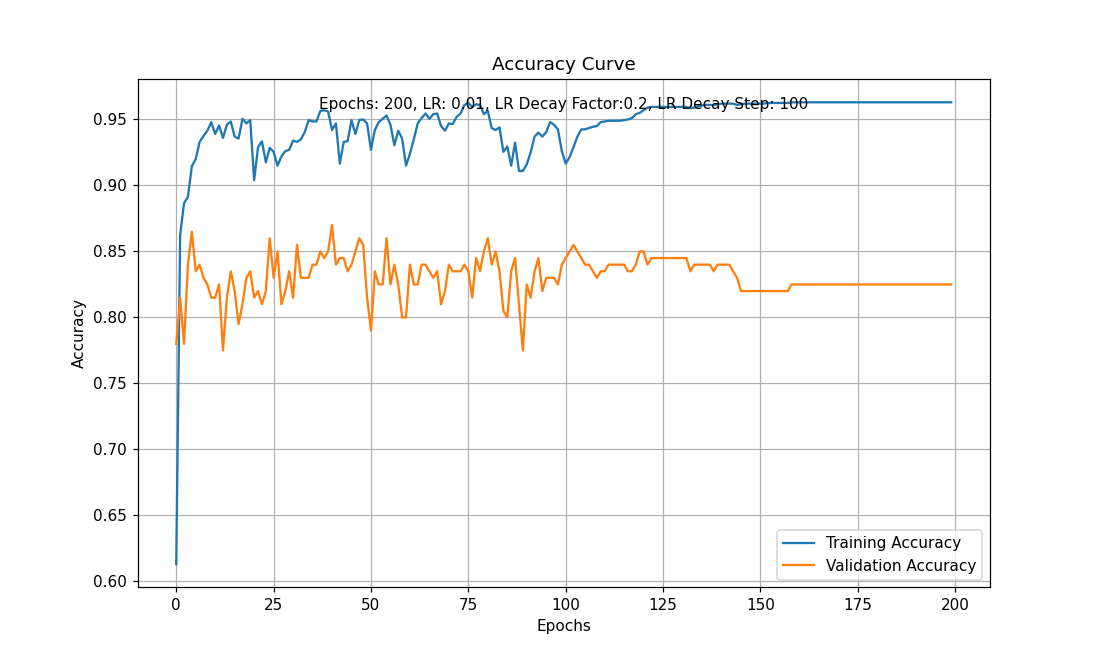 Accuracy Curve
Epochs: 200, LR: 0.01, LR Decay Factor:0.2, LR Decay Step: 100
0.95
0.90
0.85
0.80
0.75
0.70
0.65
0.60
Accuracy
Training Accuracy
Validation Accuracy
0 25 50 75 100 125 150 175 200
Epochs